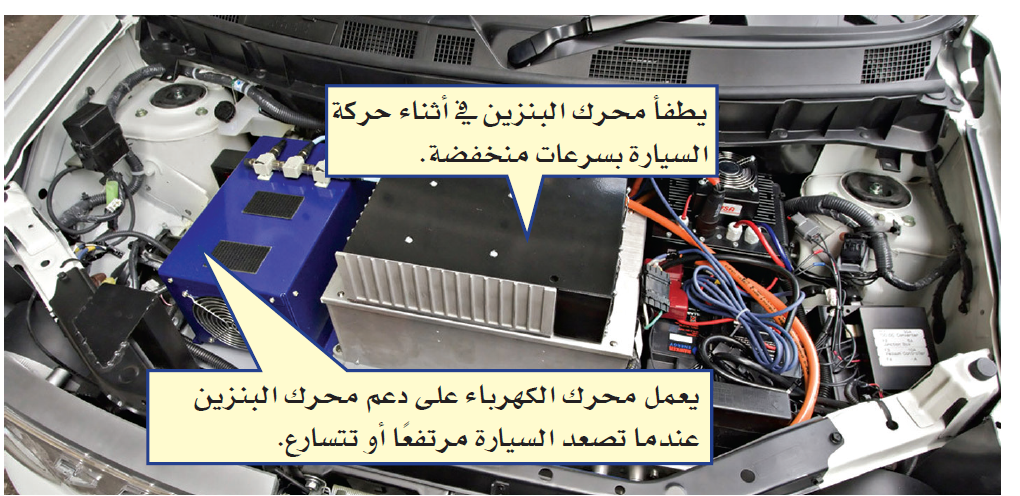 يطفأ محرك البنزين في أثناء حركة
السيارة بسرعات منخفضة.
يعمل محرك الكهرباء على دعم محرك البنزين
عندما تصعد السيارة مرتفعًا أو تتسارع.